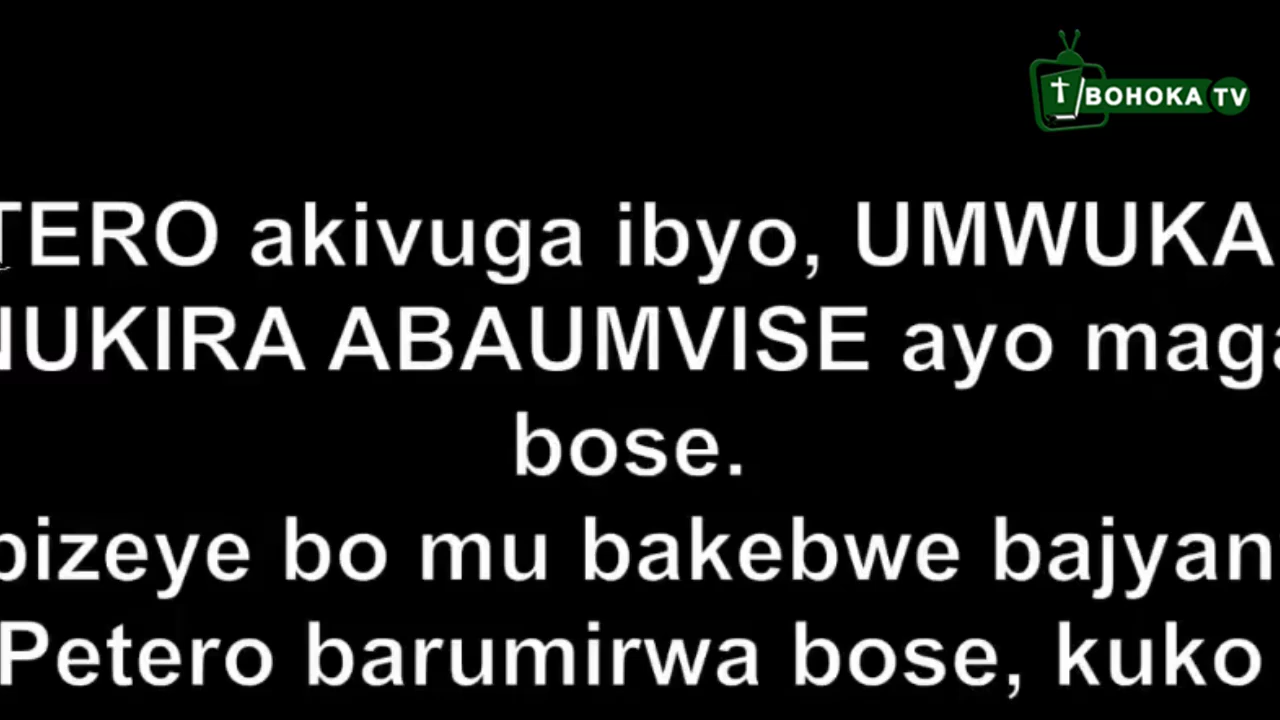 BOHOKA TV
TERO akivuga ibyo, UMWUKA
NUKIRA ABAUMVISE ayo maga
bose.
bizeye bo mu bakebwe bajyan
Petero barumirwa bose, kuko